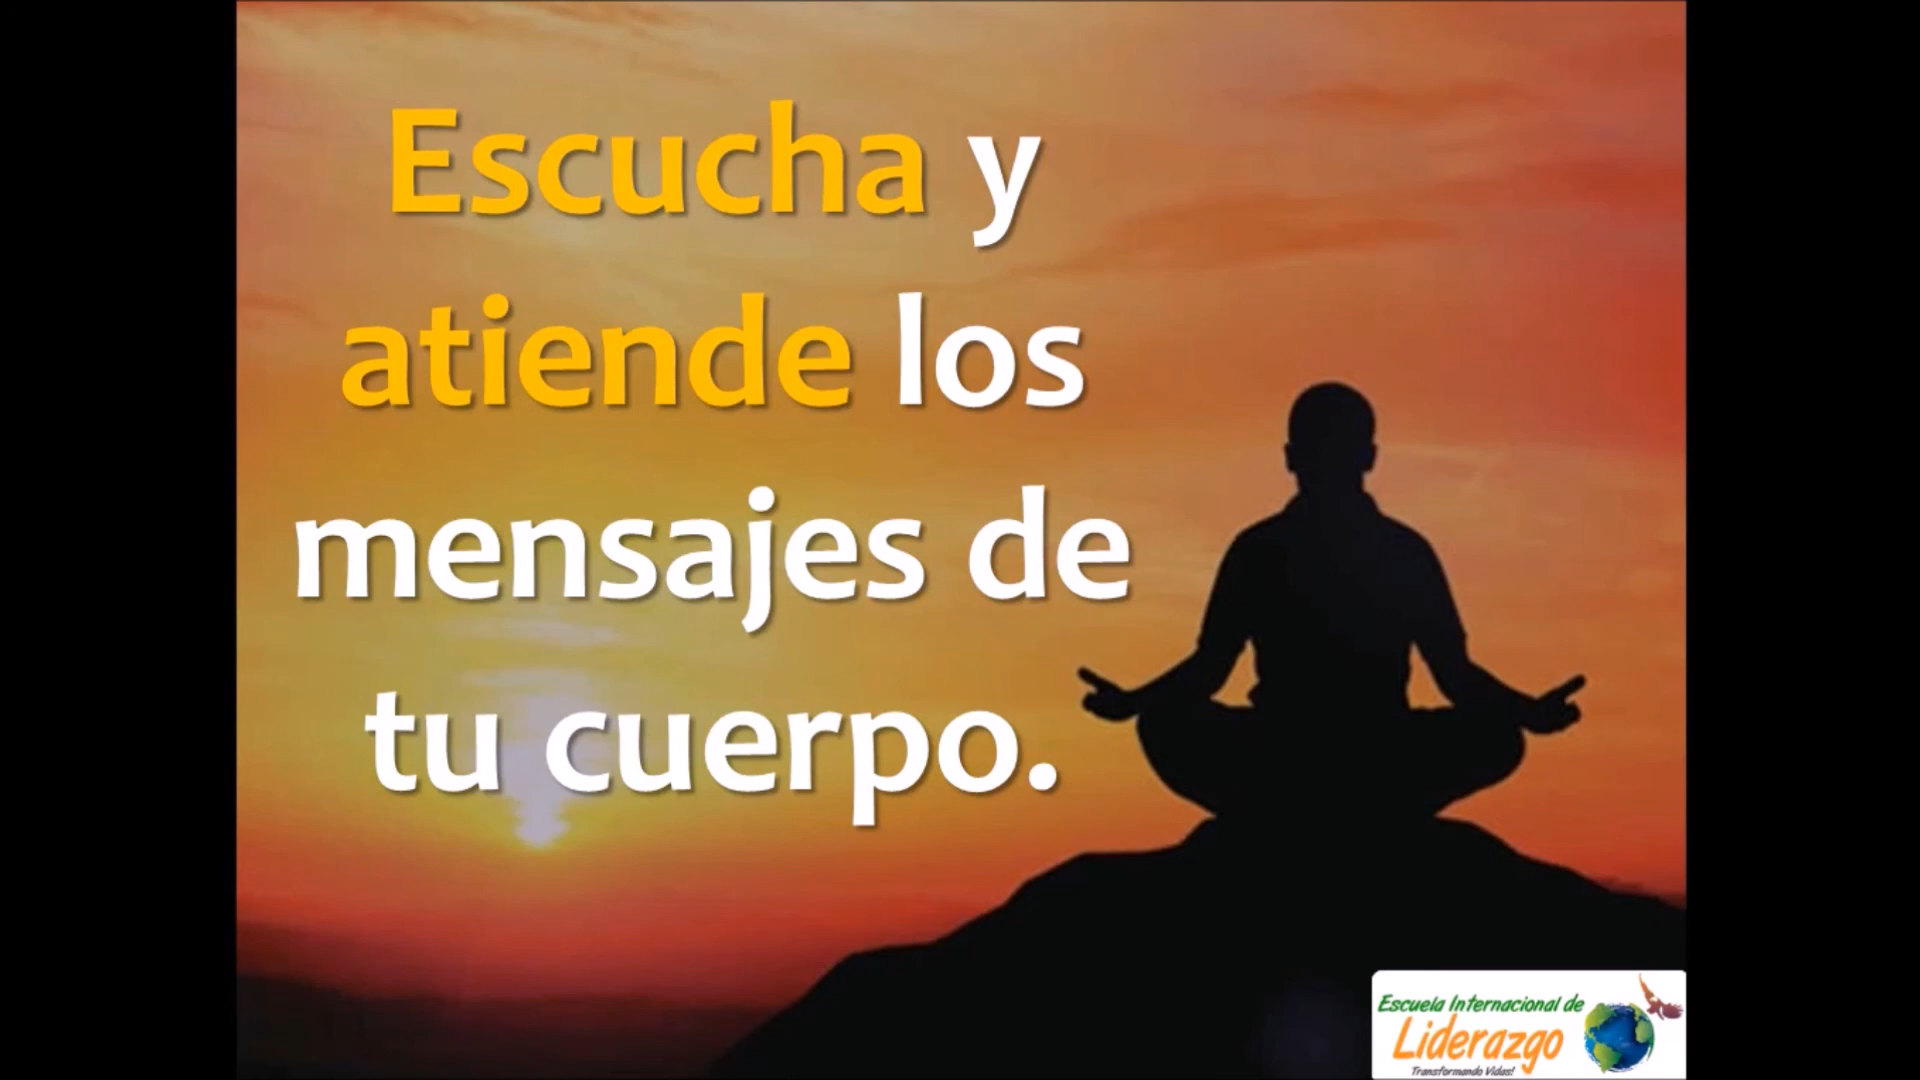 Escucha y
atiende los
mensajes de
tu cuerpo.
Escuela Internacional de
Liderazgo
Transformando Vidas!